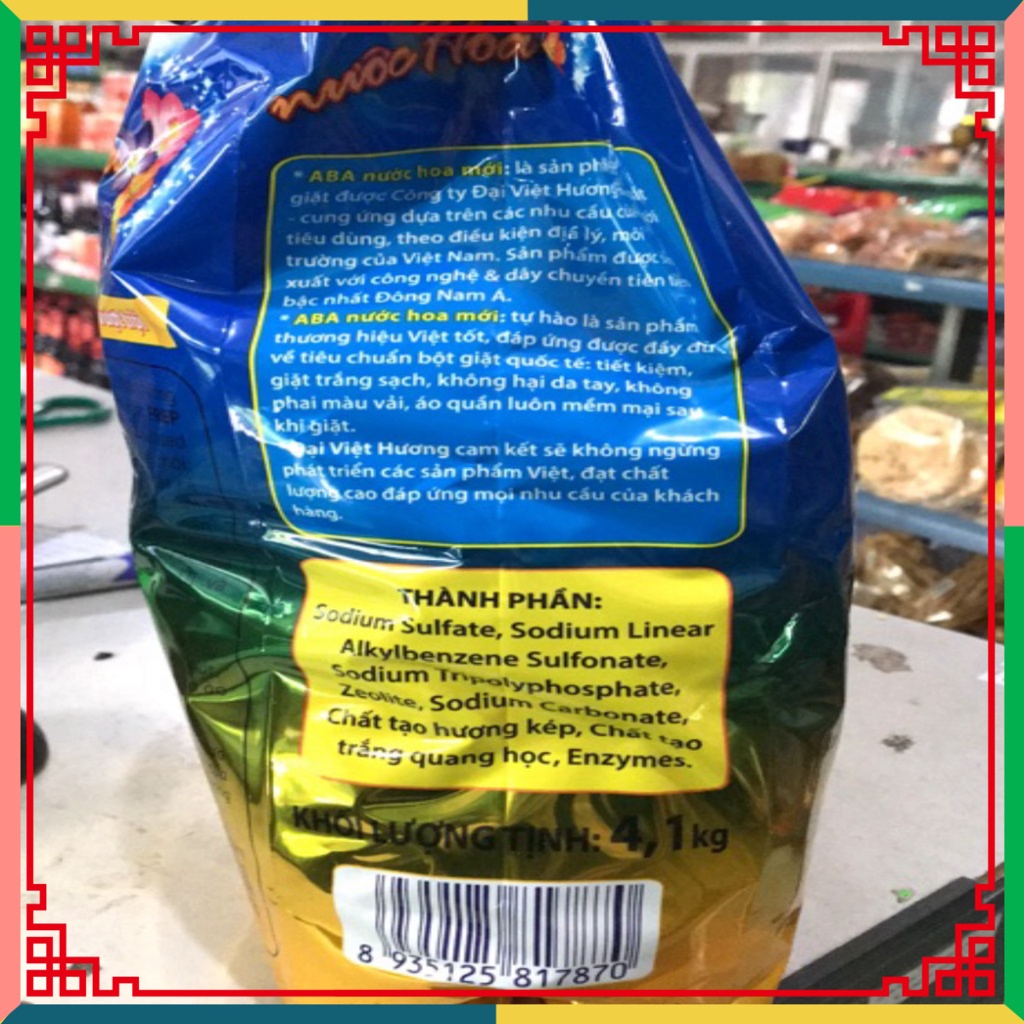 nước Hoa
* ABA nước hoa mới: là sản
giặt được Công ty Đại Việt Hương
- cung ứng dựa trên các nhu cầu
tiêu dùng, theo điều kiện địa lý, môi
trường của Việt Nam. Sản phẩm được
xuất với công nghệ & dây chuyền tiên
bậc nhất Đông Nam Á.
* ABA nước hoa mới: tự hào là sản phẩm
thương hiệu Việt tốt, đáp ứng được đầy đủ
về tiêu chuẩn bột giặt quốc tế: tiết kiệm,
giặt trắng sạch, không hại da tay, không
phai màu vải, áo quần luôn mềm mại sau
khi giặt.
Đại Việt Hương cam kết sẽ không ngừng
phát triển các sản phẩm Việt, đạt chất
lượng cao đáp ứng mọi nhu cầu của khách
hàng.
THÀNH PHẦN:
Sodium Sulfate, Sodium Linear
Alkylbenzene Sulfonate,
Sodium Tripolyphosphate,
Zeolite, Sodium Carbonate,
Chất tạo hương kép, Chất tạo
trắng quang học, Enzymes.
KHỐI LƯỢNG TỊNH: 4,1kg
8 935125 817870